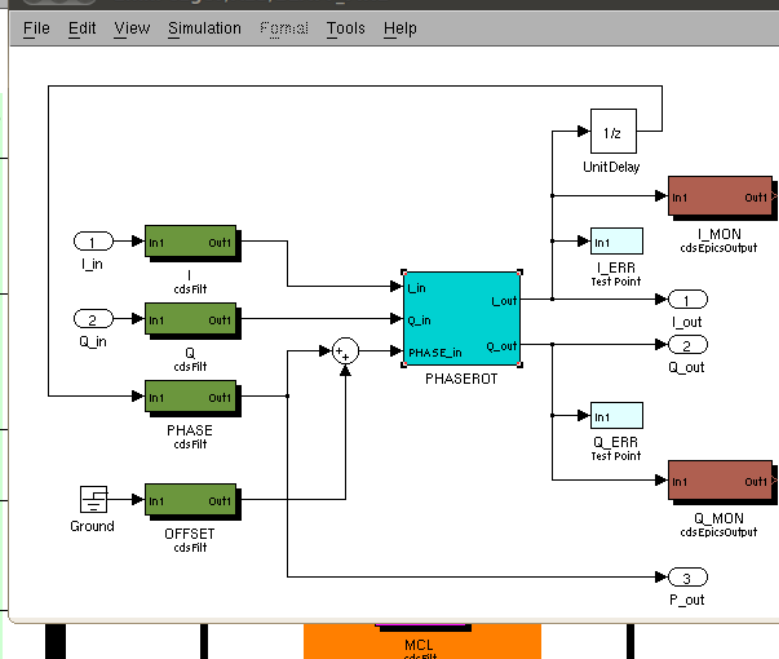 File Edit View Simulation Format Tools Help
1/z
UnitDelay
In1 Out1
I_MON
cdsEpicsOutput
1
I_in
In1 Out1
I
cdsFilt
In1
I_ERR
Test Point
I_in
Q_in
PHASE_in
I_out
Q_out
PHASEROT
1
I_out
2
Q_in
In1 Out1
Q
cdsFilt
++
2
Q_out
In1 Out1
PHASE
cdsFilt
In1
Q_ERR
Test Point
In1 Out1
Q_MON
cdsEpicsOutput
Ground
In1 Out1
OFFSET
cdsFilt
3
P_out
MCL
cdsFilt